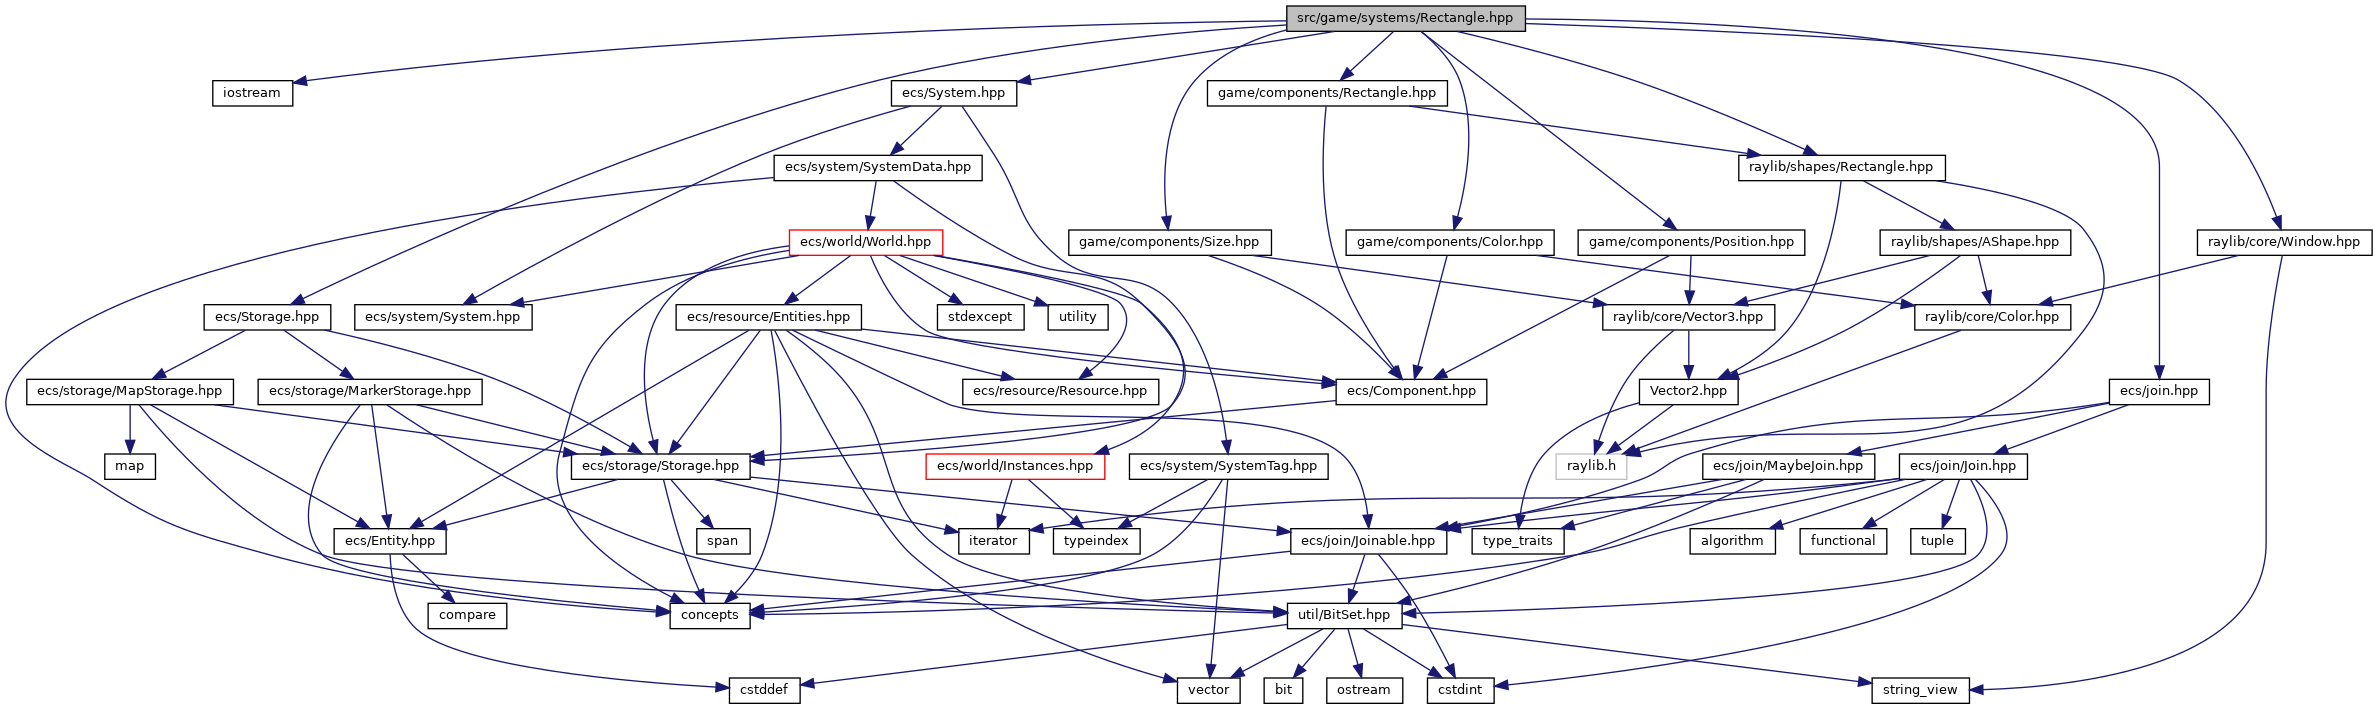 src/game/systems/Rectangle.hpp
iostream
ecs/System.hpp
game/components/Rectangle.hpp
ecs/system/SystemData.hpp
raylib/shapes/Rectangle.hpp
ecs/world/World.hpp
game/components/Size.hpp
game/components/Color.hpp
game/components/Position.hpp
raylib/shapes/AShape.hpp
raylib/core/Window.hpp
ecs/Storage.hpp
ecs/system/System.hpp
ecs/resource/Entities.hpp
stdexcept
utility
raylib/core/Vector3.hpp
raylib/core/Color.hpp
ecs/storage/MapStorage.hpp
ecs/storage/MarkerStorage.hpp
ecs/resource/Resource.hpp
ecs/Component.hpp
Vector2.hpp
ecs/join.hpp
map
ecs/storage/Storage.hpp
ecs/world/Instances.hpp
ecs/system/SystemTag.hpp
raylib.h
ecs/join/MaybeJoin.hpp
ecs/join/Join.hpp
ecs/Entity.hpp
span
iterator
typeindex
ecs/join/Joinable.hpp
type_traits
algorithm
functional
tuple
compare
concepts
util/BitSet.hpp
cstddef
vector
bit
ostream
cstdint
string_view